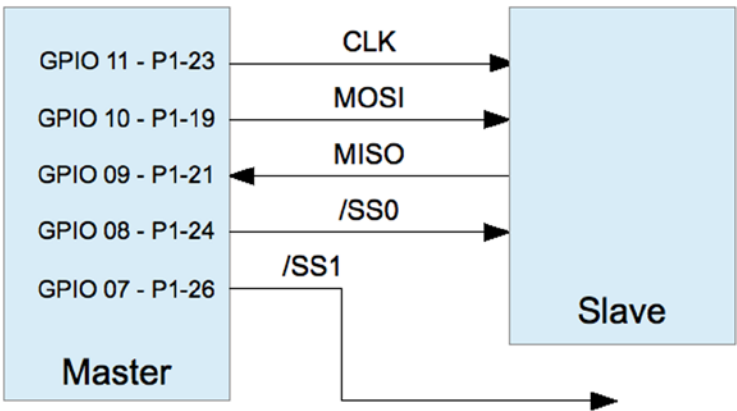 GPIO 11 - P1-23
CLK
GPIO 10 - P1-19
MOSI
GPIO 09 - P1-21
MISO
GPIO 08 - P1-24
/SS0
GPIO 07 - P1-26
/SS1
Master
Slave